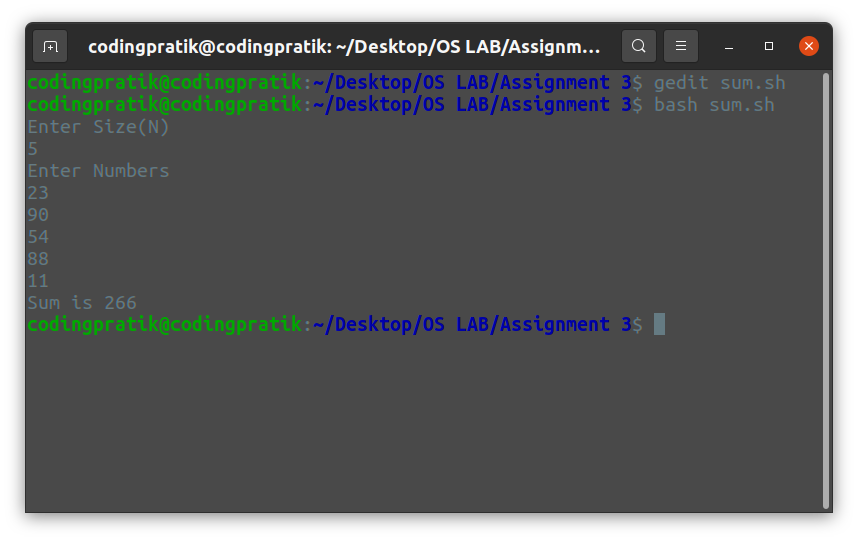 codingpratik@codingpratik: ~/Desktop/OS LAB/Assignm...
codingpratik@codingpratik:~/Desktop/OS LAB/Assignment 3$ gedit sum.sh
codingpratik@codingpratik:~/Desktop/OS LAB/Assignment 3$ bash sum.sh
Enter Size(N)
5
Enter Numbers
23
90
54
88
11
Sum is 266
codingpratik@codingpratik:~/Desktop/OS LAB/Assignment 3$